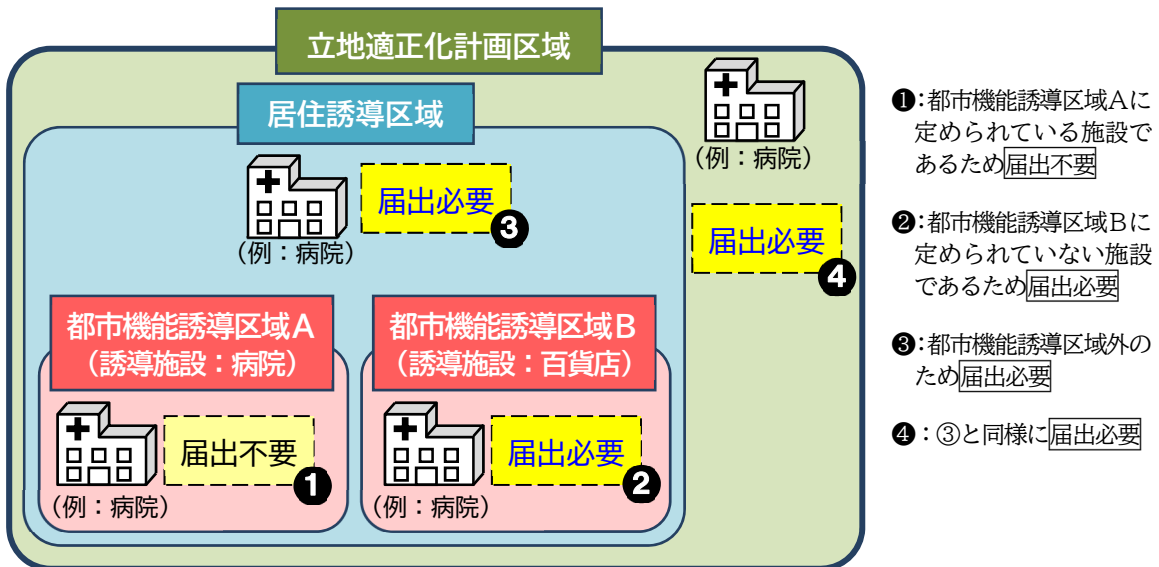 立地適正化計画区域
居住誘導区域
(例：病院)
届出必要
❸
(例：病院)
届出必要
❹
都市機能誘導区域A
(誘導施設：病院)
届出不要
❶
(例：病院)
都市機能誘導区域B
(誘導施設：百貨店)
届出必要
❷
(例：病院)
❶：都市機能誘導区域Aに
定められている施設で
あるため届出不要
❷：都市機能誘導区域Bに
定められていない施設
であるため届出必要
❸：都市機能誘導区域外の
ため届出必要
❹：③と同様に届出必要